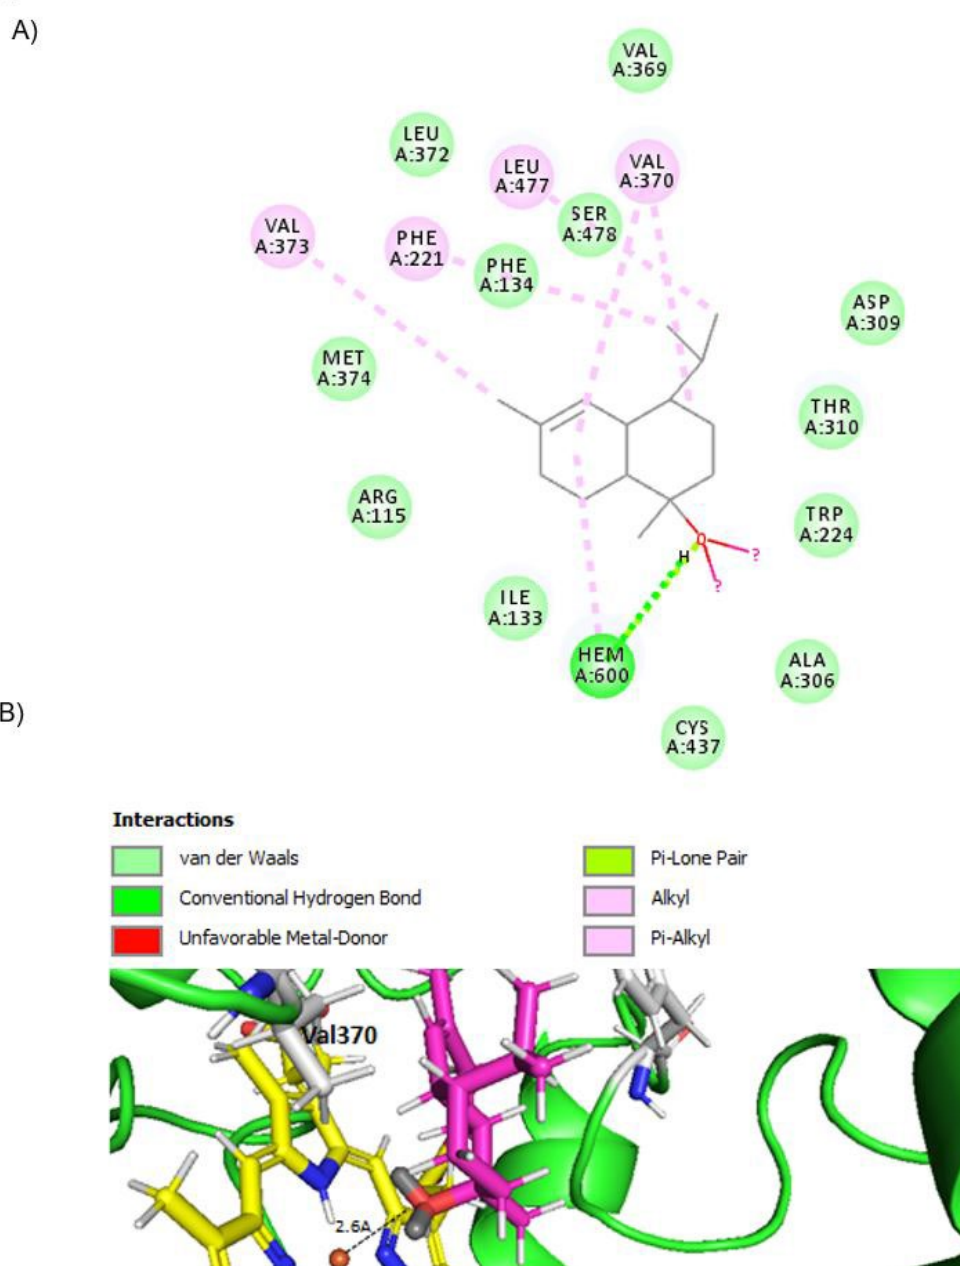 A)
VAL
A:369
LEU
A:372
LEU
A:477
VAL
A:370
SER
A:478
VAL
A:373
PHE
A:221
PHE
A:134
ASP
A:309
MET
A:374
THR
A:310
ARG
A:115
TRP
A:224
O
H
?
?
ILE
A:133
HEM
A:600
ALA
A:306
CYS
A:437
B)
Interactions
van der Waals
Conventional Hydrogen Bond
Unfavorable Metal-Donor
Pi-Lone Pair
Alkyl
Pi-Alkyl
Val370
2.6A